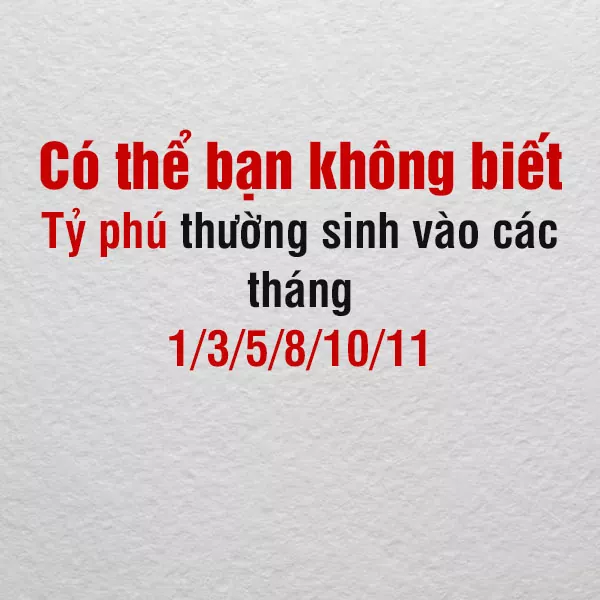 Có thể bạn không biết
Tỷ phú thường sinh vào các
tháng
1/3/5/8/10/11